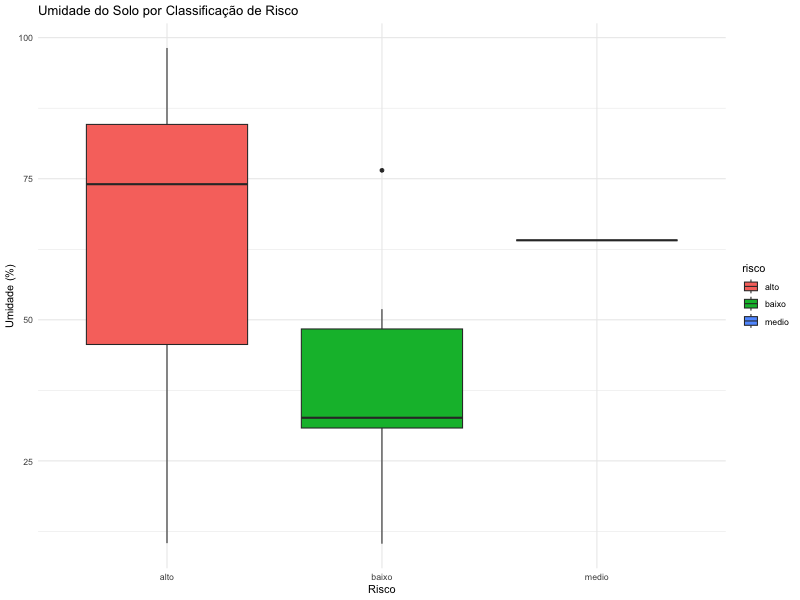 Umidade do Solo por Classificação de Risco
Umidade (%)
100
75
50
25
alto
baixo
medio
Risco
risco
alto
baixo
medio